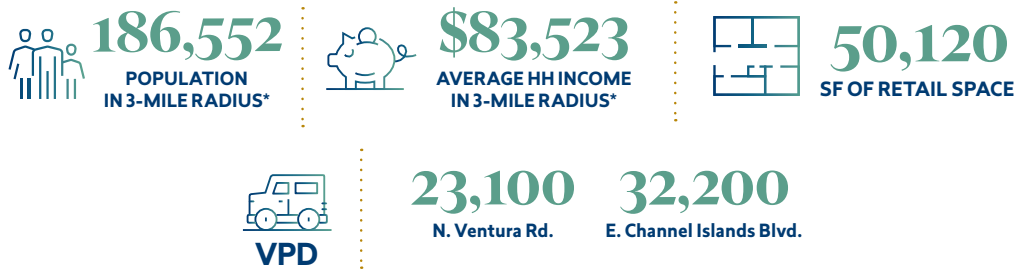 186,552
POPULATION
IN 3-MILE RADIUS*
$83,523
AVERAGE HH INCOME
IN 3-MILE RADIUS*
50,120
SF OF RETAIL SPACE
VPD
23,100
N. Ventura Rd.
32,200
E. Channel Islands Blvd.